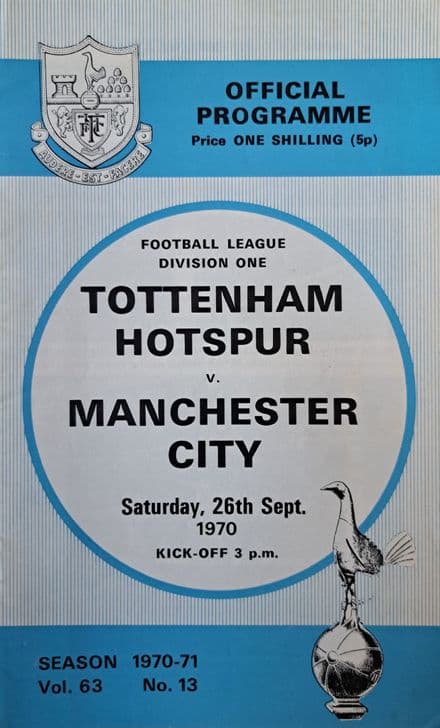 OFFICIAL
PROGRAMME
Price ONE SHILLING (5p)
AUDERE · EST · FACERE
FOOTBALL LEAGUE
DIVISION ONE
TOTTENHAM
HOTSPUR
v.
MANCHESTER
CITY
Saturday, 26th Sept.
1970
KICK-OFF 3 p.m.
SEASON 1970-71
Vol. 63 No. 13